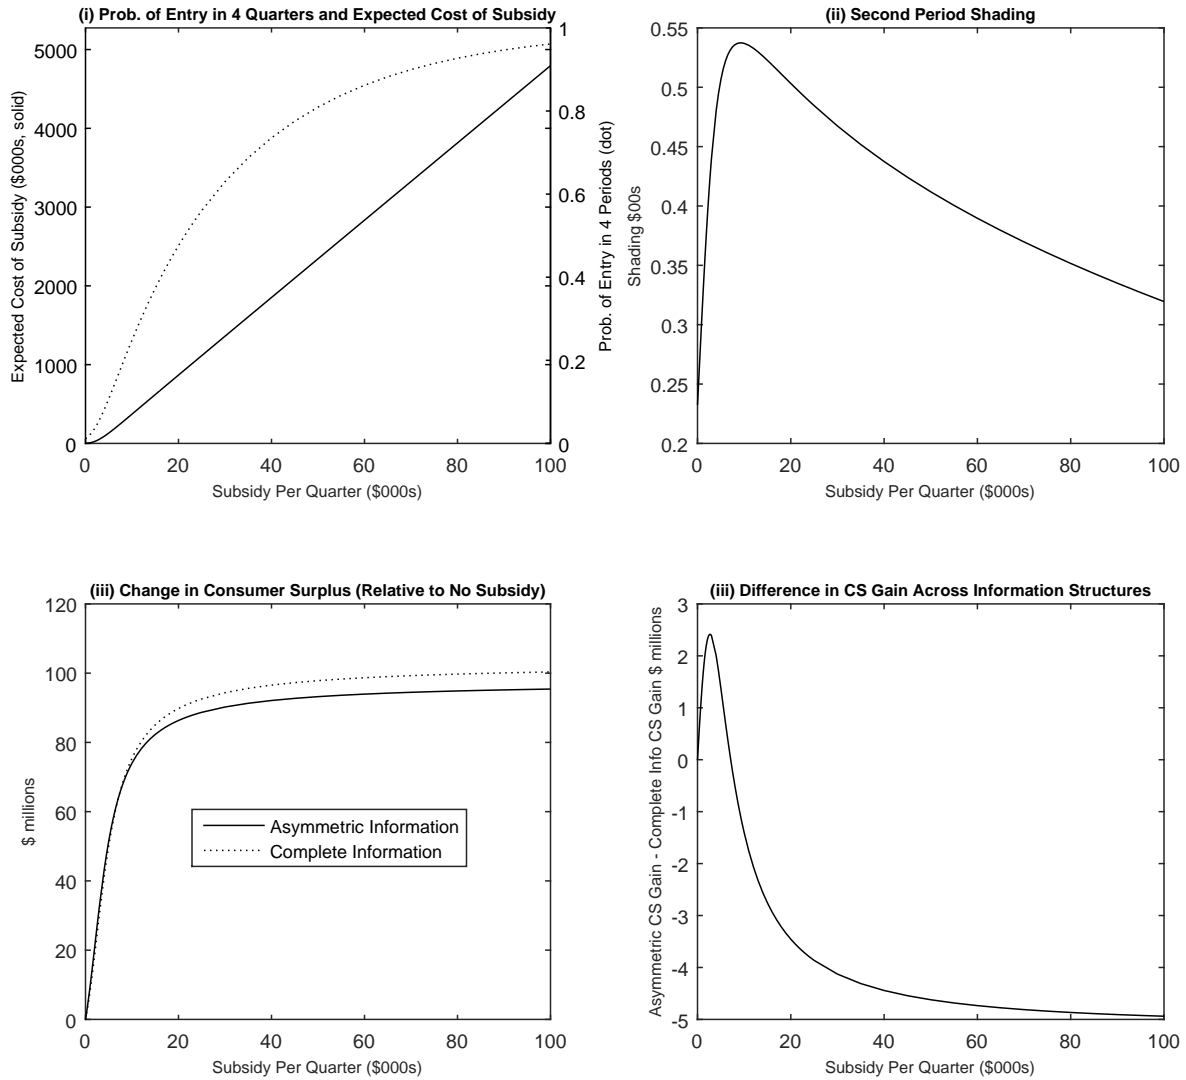 (i) Prob. of Entry in 4 Quarters and Expected Cost of Subsidy
Expected Cost of Subsidy ($000s, solid)
5000
4000
3000
2000
1000
0
1
0.8
0.6
0.4
0.2
0
Prob. of Entry in 4 Periods (dot)
0 20 40 60 80 100
Subsidy Per Quarter ($000s)
(ii) Second Period Shading
Shading $00s
0.55
0.5
0.45
0.4
0.35
0.3
0.25
0.2
0 20 40 60 80 100
Subsidy Per Quarter ($000s)
(iii) Change in Consumer Surplus (Relative to No Subsidy)
$ millions
120
100
80
60
40
20
0
Asymmetric Information
Complete Information
0 20 40 60 80 100
Subsidy Per Quarter ($000s)
(iii) Difference in CS Gain Across Information Structures
Asymmetric CS Gain - Complete Info CS Gain $ millions
3
2
1
0
-1
-2
-3
-4
-5
0 20 40 60 80 100
Subsidy Per Quarter ($000s)